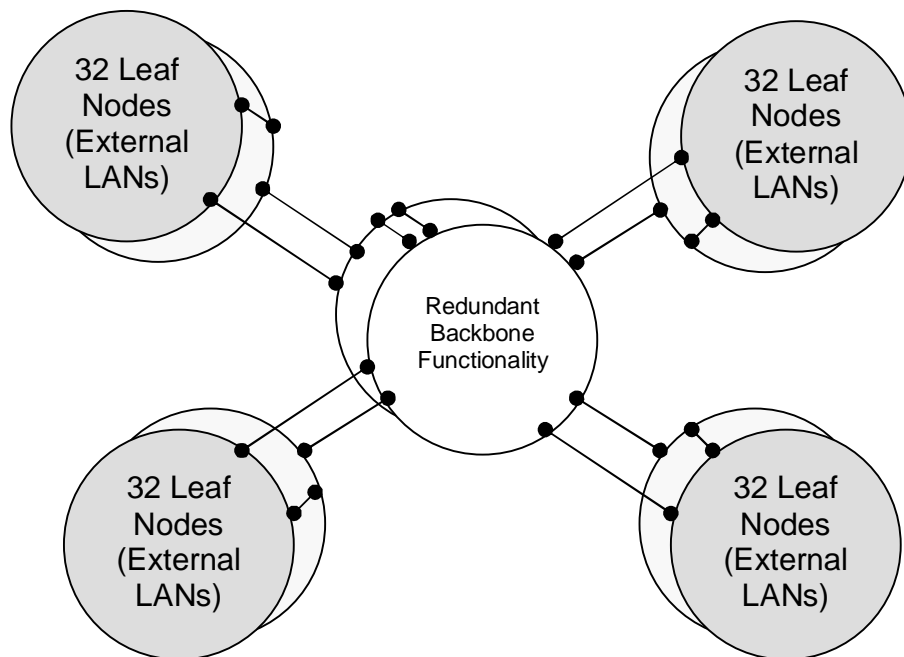 32 Leaf
Nodes
(External
LANs)
32 Leaf
Nodes
(External
LANs)
Redundant
Backbone
Functionality
32 Leaf
Nodes
(External
LANs)
32 Leaf
Nodes
(External
LANs)